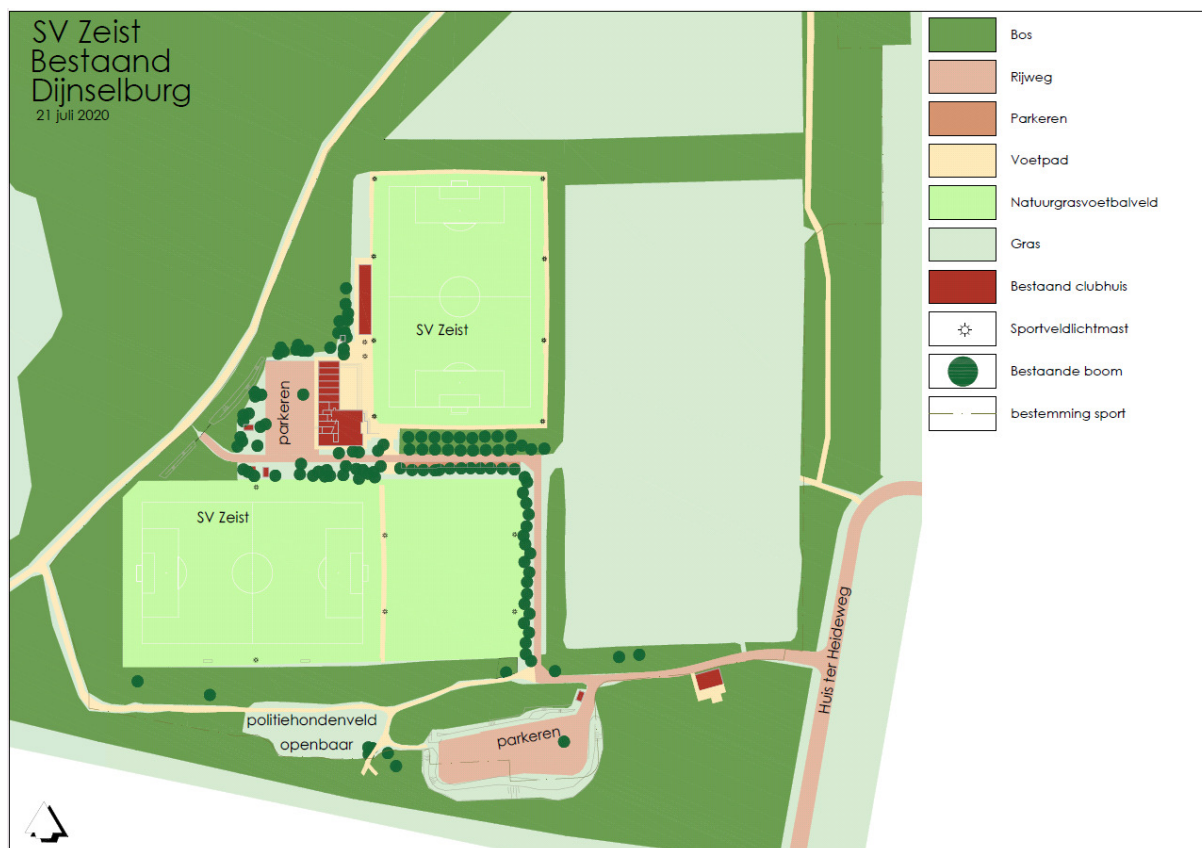 SV Zeist
Bestaand
Dijnselburg
21 juli 2020
SV Zeist
parkeren
SV Zeist
politiehondenveld
openbaar
parkeren
Huis ter Heideweg
Bos
Rijweg
Parkeren
Voetpad
Natuurgrasvoetbalveld
Gras
Bestaand clubhuis
Sportveldlichtmast
Bestaande boom
bestemming sport